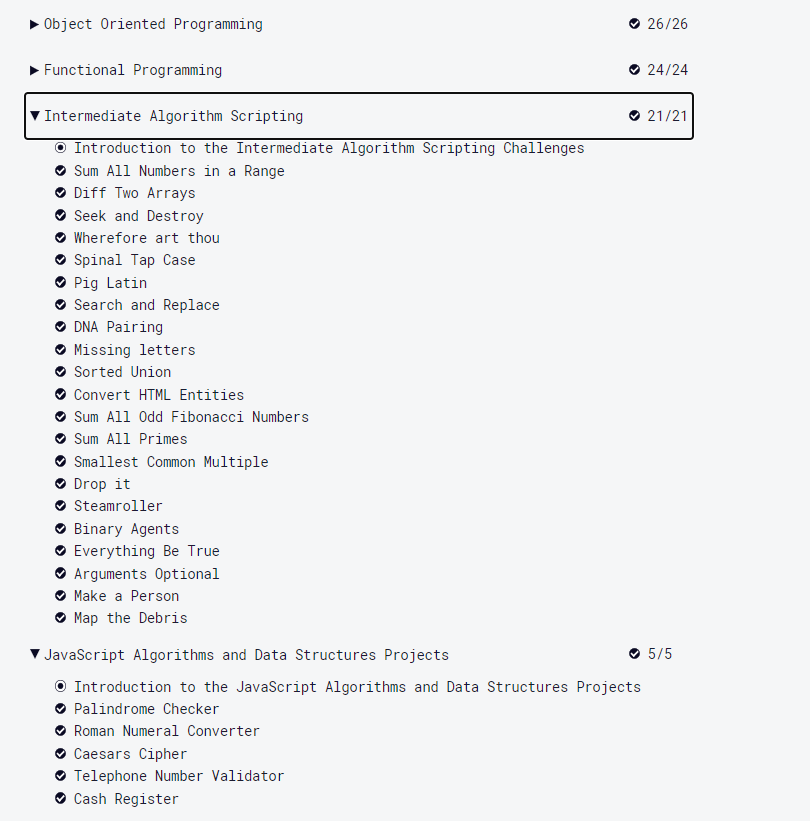 Object Oriented Programming 26/26
Functional Programming 24/24
Intermediate Algorithm Scripting 21/21
Introduction to the Intermediate Algorithm Scripting Challenges
Sum All Numbers in a Range
Diff Two Arrays
Seek and Destroy
Wherefore art thou
Spinal Tap Case
Pig Latin
Search and Replace
DNA Pairing
Missing letters
Sorted Union
Convert HTML Entities
Sum All Odd Fibonacci Numbers
Sum All Primes
Smallest Common Multiple
Drop it
Steamroller
Binary Agents
Everything Be True
Arguments Optional
Make a Person
Map the Debris
JavaScript Algorithms and Data Structures Projects 5/5
Introduction to the JavaScript Algorithms and Data Structures Projects
Palindrome Checker
Roman Numeral Converter
Caesars Cipher
Telephone Number Validator
Cash Register